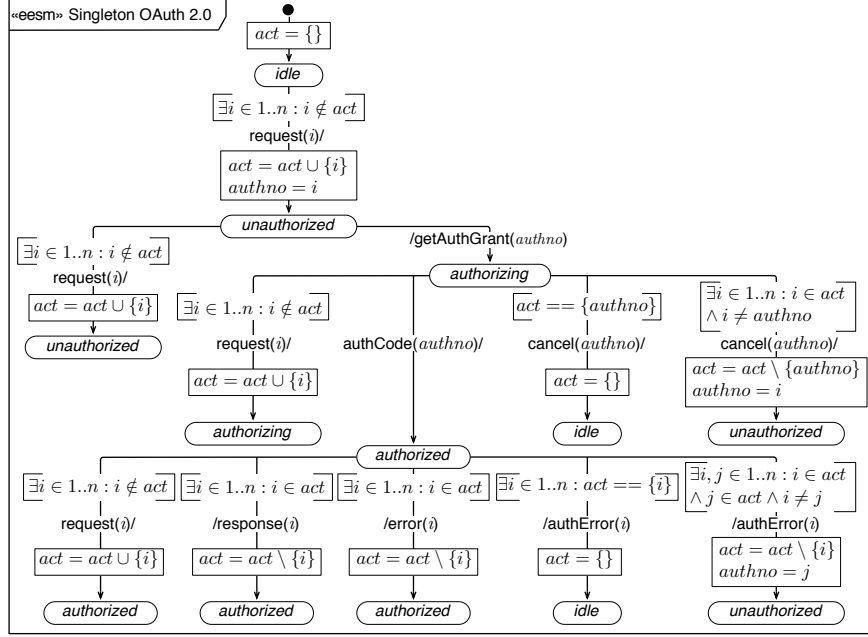 «eesm» Singleton OAuth 2.0
act = {}
idle
∃i ∈ 1..n : i ∉ act
request(i)/
act = act ∪ {i}
authno = i
unauthorized
/getAuthGrant(authno)
∃i ∈ 1..n : i ∉ act
request(i)/
act = act ∪ {i}
unauthorized
authorizing
∃i ∈ 1..n : i ∉ act
request(i)/
act = act ∪ {i}
authorizing
authCode(authno)/
act == {authno}
cancel(authno)/
act = {}
idle
∃i ∈ 1..n : i ∈ act
∧ i ≠ authno
cancel(authno)/
act = act \ {authno}
authno = i
unauthorized
authorized
∃i ∈ 1..n : i ∉ act
request(i)/
act = act ∪ {i}
authorized
∃i ∈ 1..n : i ∈ act
/response(i)
act = act \ {i}
authorized
∃i ∈ 1..n : i ∈ act
/error(i)
act = act \ {i}
authorized
∃i ∈ 1..n : act == {i}
/authError(i)
act = {}
idle
∃i, j ∈ 1..n : i ∈ act
∧ j ∈ act ∧ i ≠ j
/authError(i)
act = act \ {i}
authno = j
unauthorized